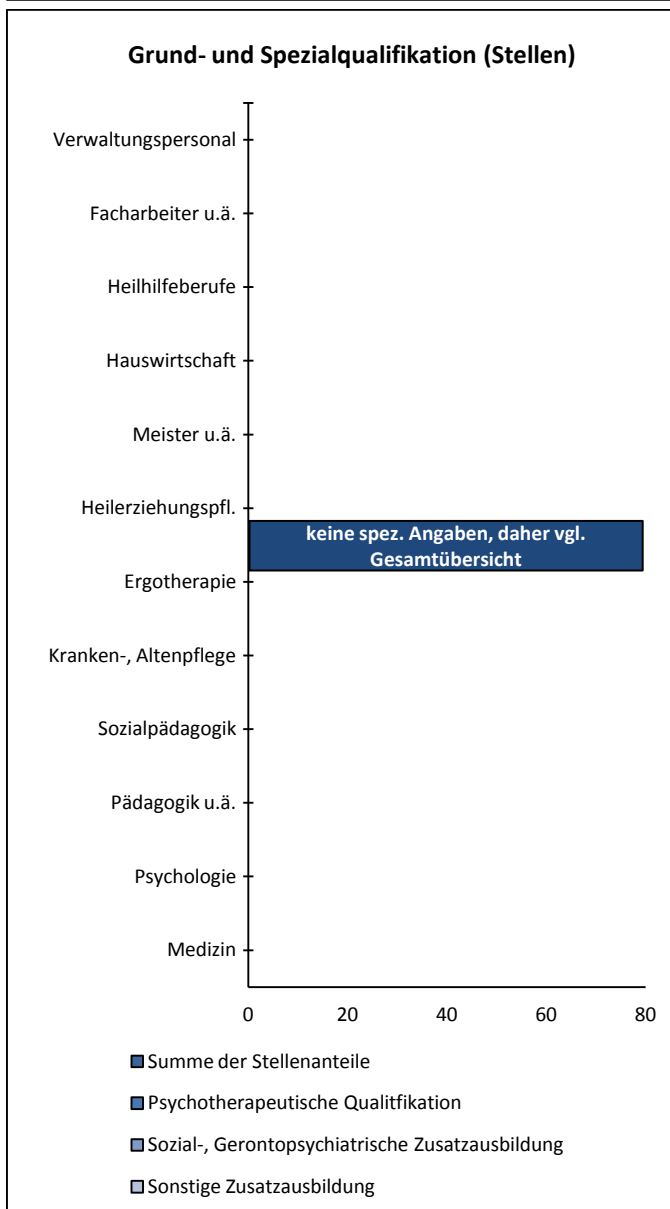 Grund- und Spezialqualifikation (Stellen)
Verwaltungspersonal
Facharbeiter u.ä.
Heilhilfeberufe
Hauswirtschaft
Meister u.ä.
Heilerziehungspfl.
keine spez. Angaben, daher vgl.
Gesamtübersicht
Ergotherapie
Kranken-, Altenpflege
Sozialpädagogik
Pädagogik u.ä.
Psychologie
Medizin
0 20 40 60 80
Summe der Stellenanteile
Psychotherapeutische Qualitfikation
Sozial-, Gerontopsychiatrische Zusatzausbildung
Sonstige Zusatzausbildung